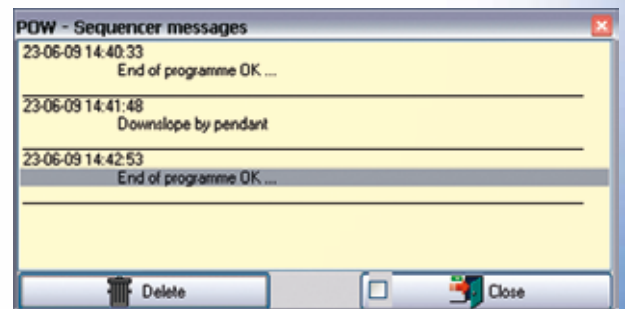 POW - Sequencer messages
23-06-09 14:40:33
End of programme OK ...
23-06-09 14:41:48
Downslope by pendant
23-06-09 14:42:53
End of programme OK ...
Delete
Close